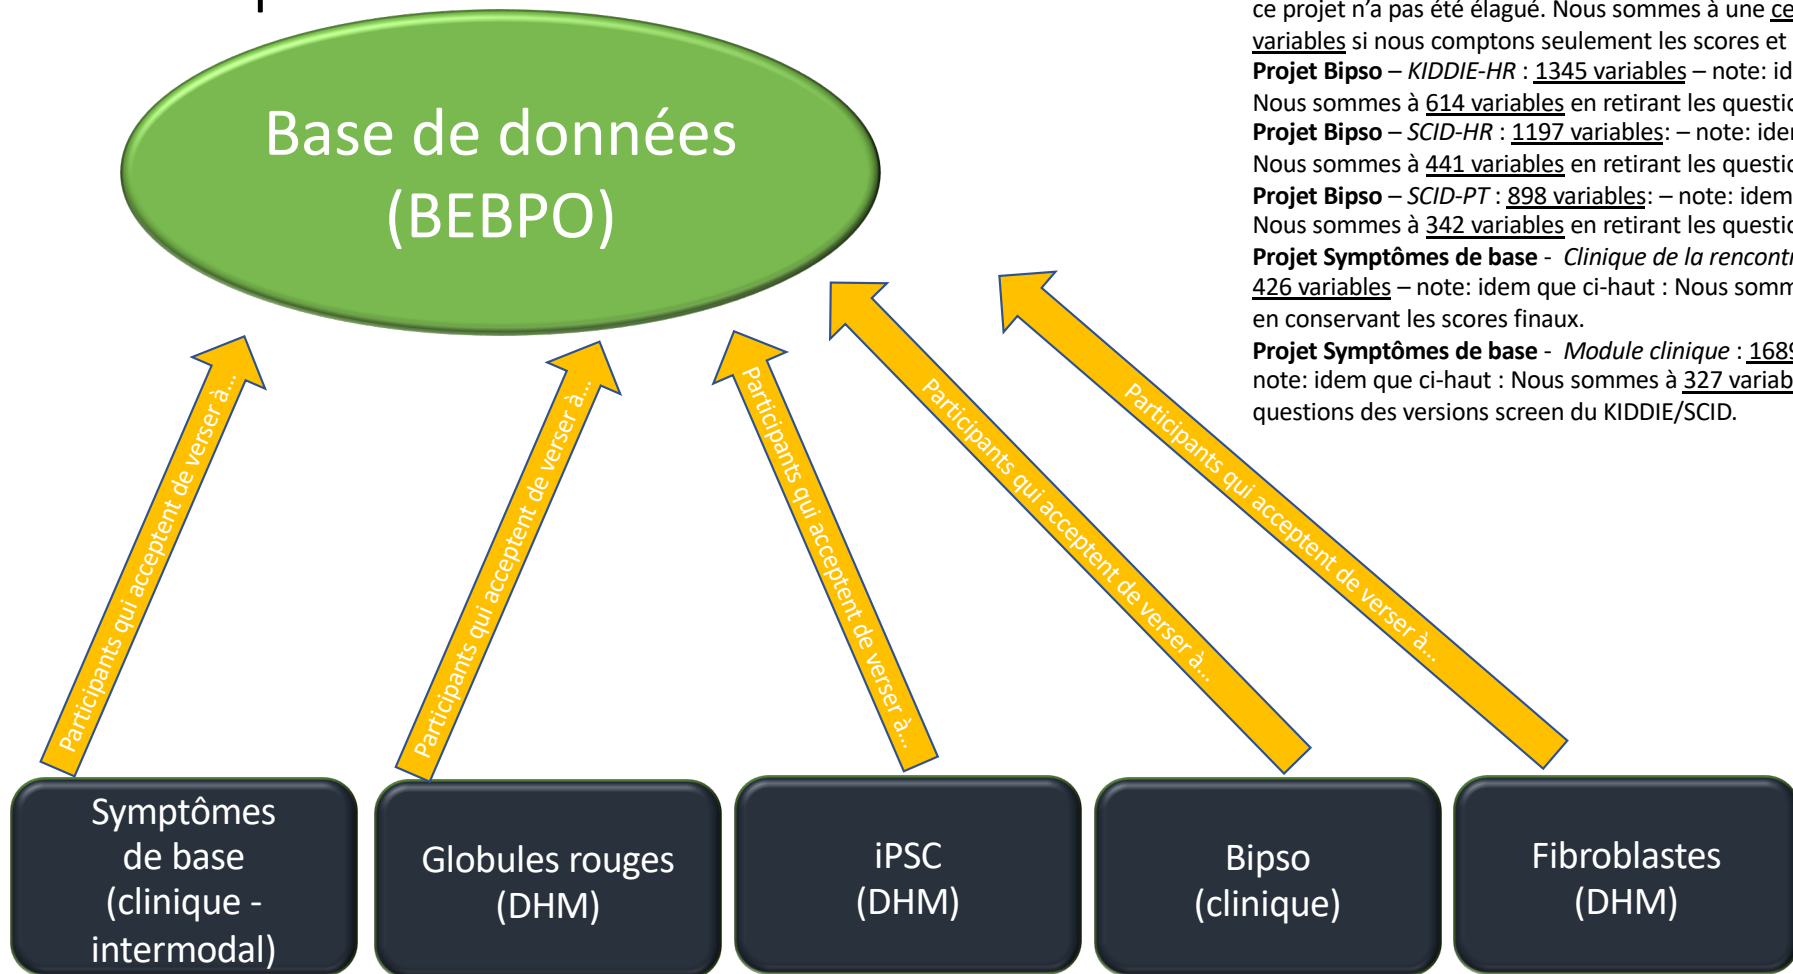 Base de données
(BEBPO)
ce projet n’a pas été élagué. Nous sommes à une
variables si nous comptons seulement les scores et
Projet Bipso – KIDDIE-HR : 1345 variables – note:
Nous sommes à 614 variables en retirant les
Projet Bipso – SCID-HR : 1197 variables: – note:
Nous sommes à 441 variables en retirant les
Projet Bipso – SCID-PT : 898 variables: – note: idem
Nous sommes à 342 variables en retirant les
Projet Symptômes de base - Clinique de la
426 variables – note: idem que ci-haut : Nous
en conservant les scores finaux.
Projet Symptômes de base - Module clinique : 1689
note: idem que ci-haut : Nous sommes à 327
questions des versions screen du KIDDIE/SCID.
Participants qui acceptent de verser à...
Participants qui acceptent de verser à...
Participants qui acceptent de verser à...
Participants qui acceptent de verser à...
Participants qui acceptent de verser à...
Symptômes
de base
(clinique -
intermodal)
Globules rouges
(DHM)
iPSC
(DHM)
Bipso
(clinique)
Fibroblastes
(DHM)